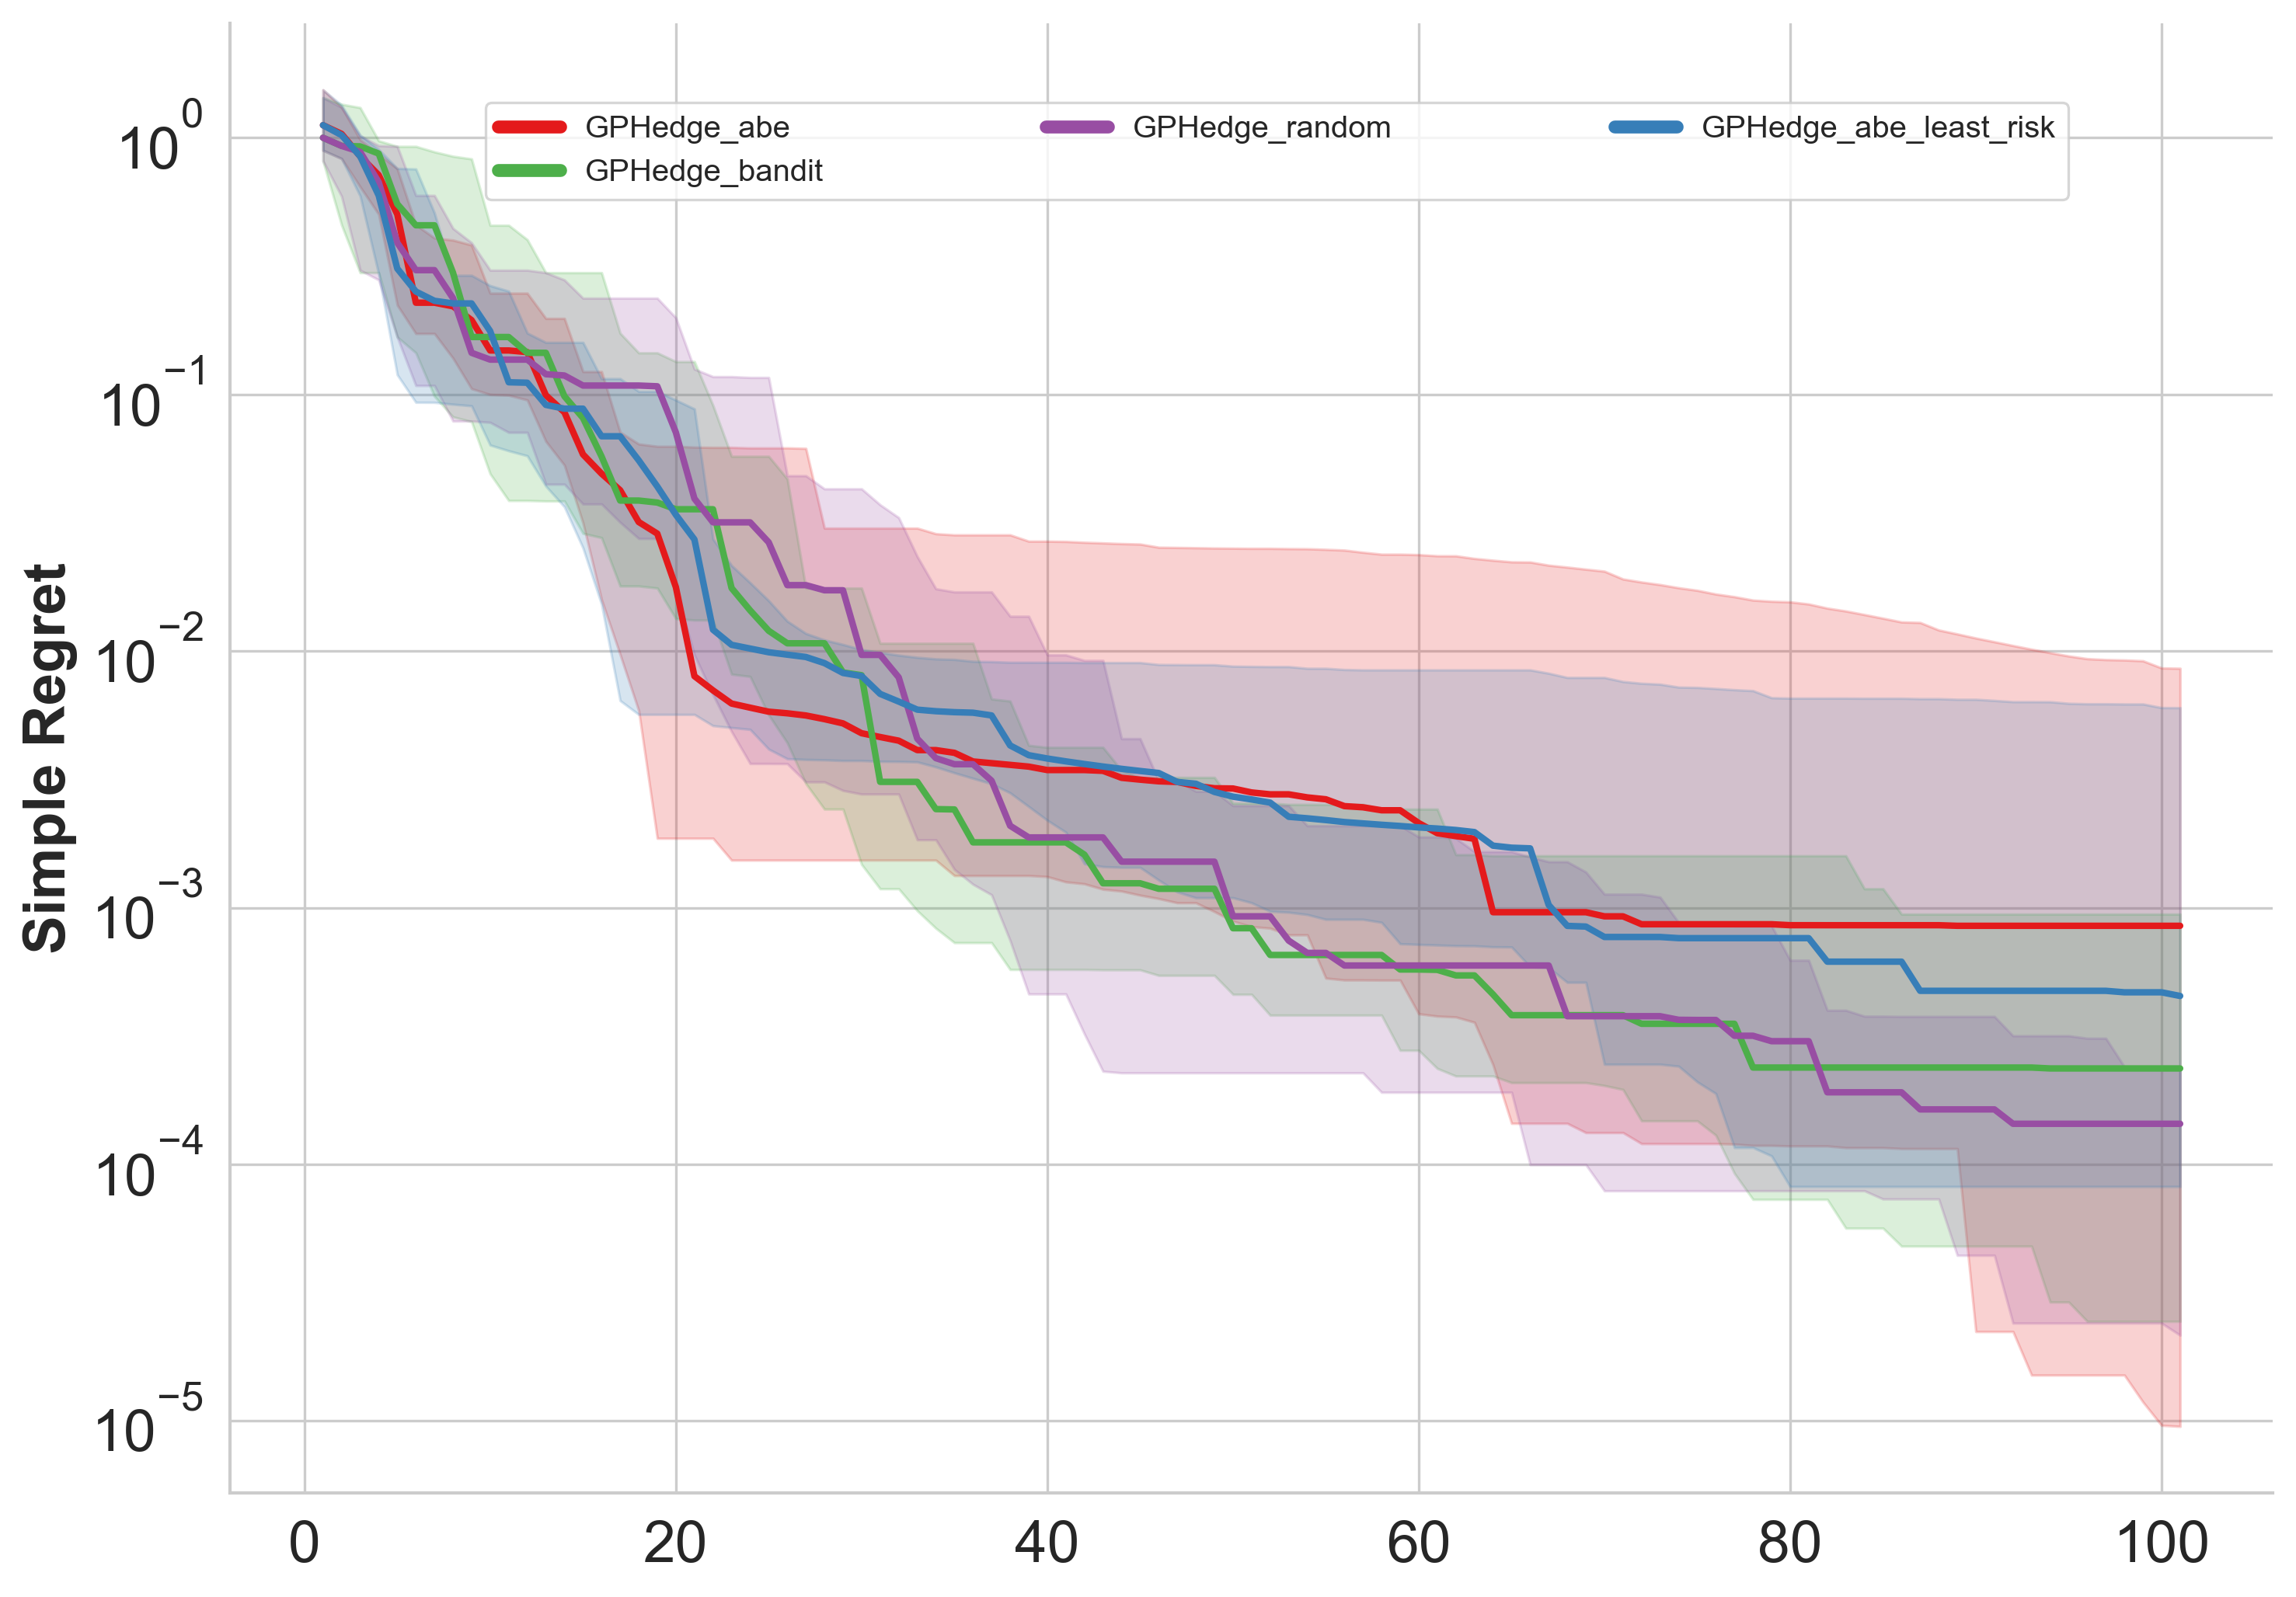 GPHedge_abe
GPHedge_bandit
GPHedge_random
GPHedge_abe_least_risk
Simple Regret
10^0
10^−1
10^−2
10^−3
10^−4
10^−5
0 20 40 60 80 100